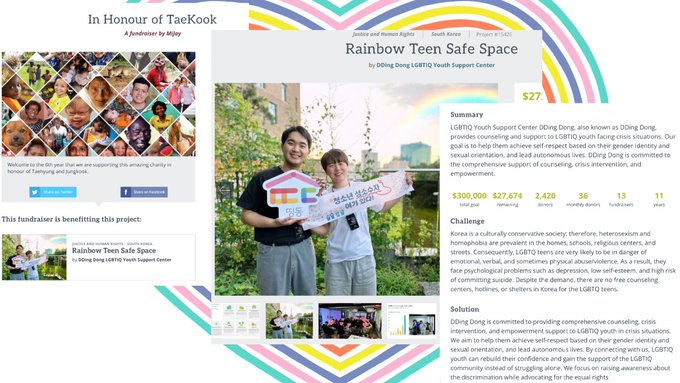 In Honour of TaeKook
A fundraiser by Mijay
Welcome to the 6th year that we are supporting this amazing charity in
honour of Taehyung and Jungkook.
Share on Twitter
Share on Facebook
This fundraiser is benefitting this project:
JUSTICE AND HUMAN RIGHTS · SOUTH KOREA
Rainbow Teen Safe Space
by DDing Dong LGBTIQ Youth Support Center
Justice and Human Rights
South Korea
Project #15426
Rainbow Teen Safe Space
by DDing Dong LGBTIQ Youth Support Center
$27.
띵동
청소년 성소수자
여기 있다!
Summary
LGBTIQ Youth Support Center DDing Dong, also known as DDing Dong,
provides counseling and support to LGBTIQ youth facing crisis situations. Our
goal is to help them achieve self-respect based on their gender identity and
sexual orientation, and lead autonomous lives. DDing Dong is committed to
the comprehensive support of counseling, crisis intervention, and
empowerment.
$300,000
total goal
$27,674
remaining
2,420
donors
36
monthly donors
13
fundraisers
11
years
Challenge
Korea is a culturally conservative society; therefore, heterosexism and
homophobia are prevalent in the homes, schools, religious centers, and
streets. Consequently, LGBTQ teens are very likely to be in danger of
emotional, verbal, and sometimes physical abuse/violence. As a result, they
face psychological problems such as depression, low self-esteem, and high risk
of committing suicide. Despite the demand, there are no free counseling
centers, hotlines, or shelters in Korea for the LGBTQ teens.
Solution
DDing Dong is committed to providing comprehensive counseling, crisis
intervention, and empowerment support to LGBTIQ youth in crisis situations.
We aim to help them achieve self-respect based on their gender identity and
sexual orientation, and lead autonomous lives. By connecting with us, LGBTIQ
youth can rebuild their confidence and gain the support of the LGBTIQ
community instead of struggling alone. We focus on raising awareness about
the discrimination while advocating for the equal rights